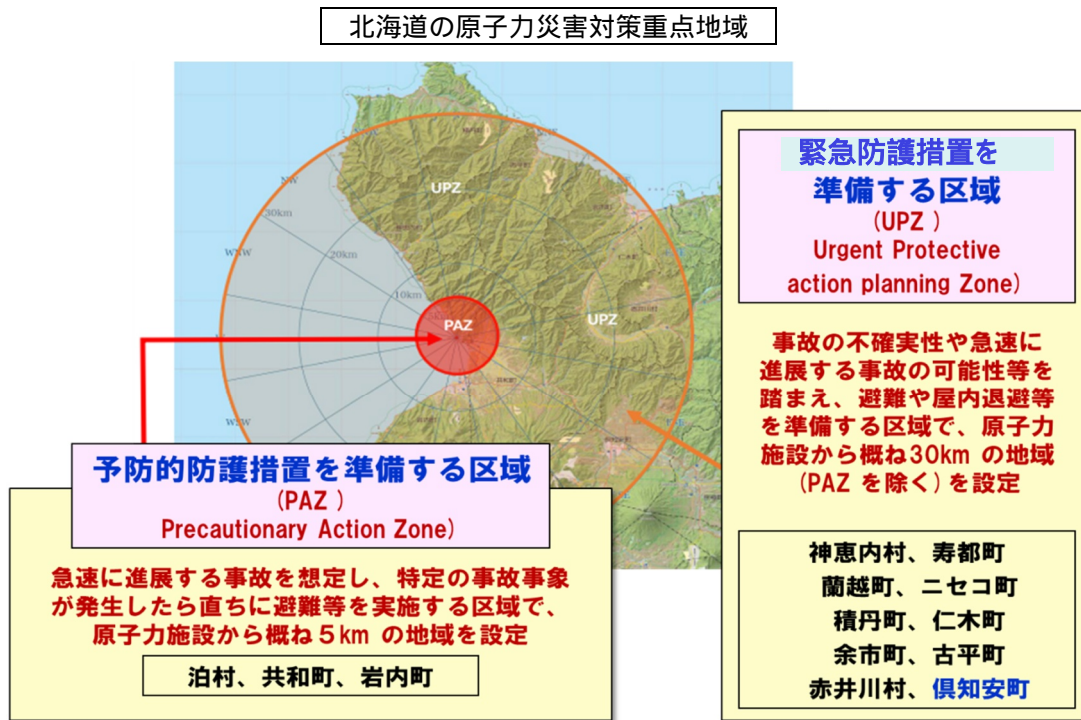 北海道の原子力災害対策重点地域
緊急防護措置を
準備する区域
(UPZ )
Urgent Protective
action planning Zone)
事故の不確実性や急速に
進展する事故の可能性等を
踏まえ、避難や屋内退避等
を準備する区域で、原子力
施設から概ね30km の地域
(PAZ を除く)を設定
神恵内村、寿都町
蘭越町、ニセコ町
積丹町、仁木町
余市町、古平町
赤井川村、倶知安町
UPZ
NW
30km
WNW
20km
10km
PAZ
UPZ
仁木町
WSW
予防的防護措置を準備する区域
(PAZ )
Precautionary Action Zone)
急速に進展する事故を想定し、特定の事故事象
が発生したら直ちに避難等を実施する区域で、
原子力施設から概ね５km の地域を設定
泊村、共和町、岩内町